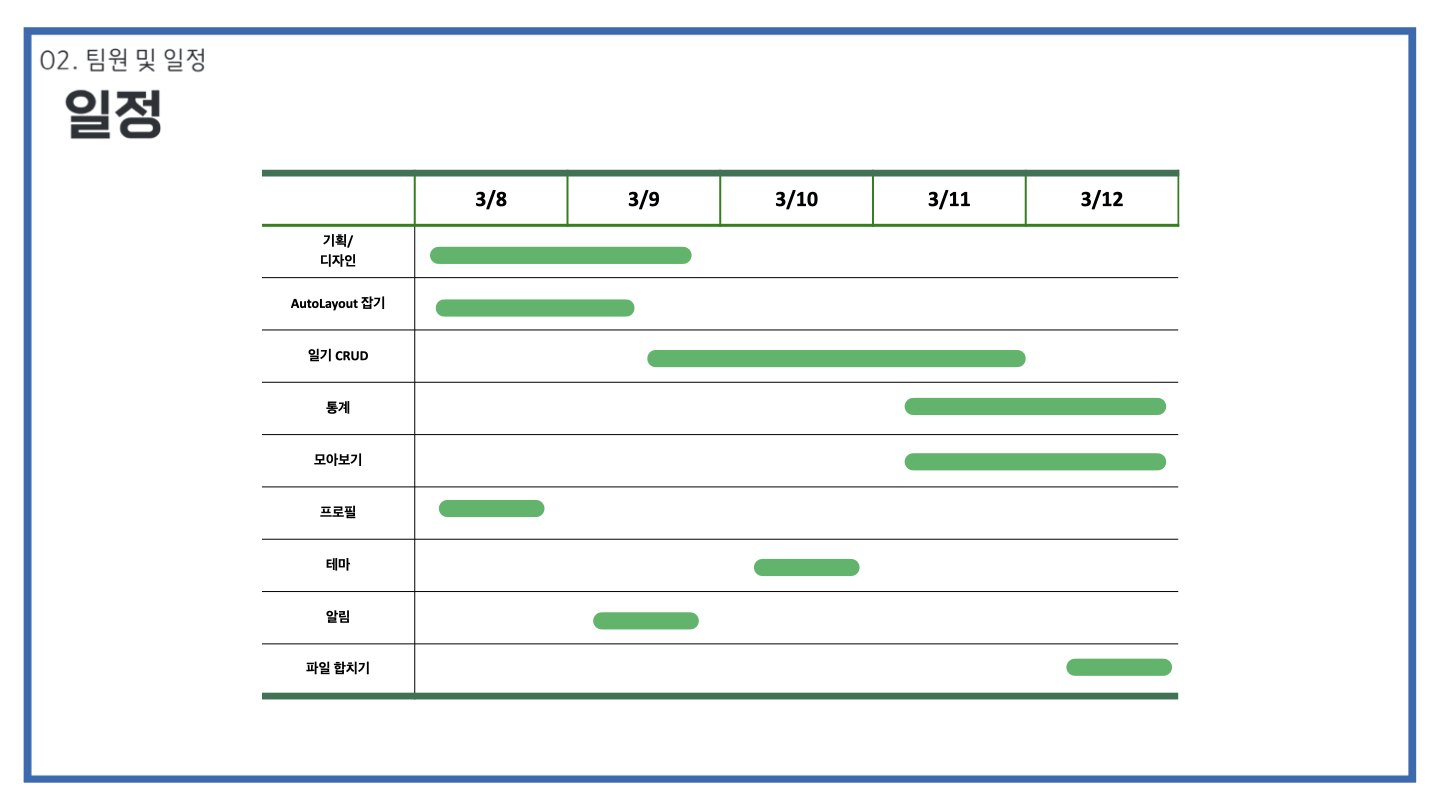 02. 팀원 및 일정
일정
3/8 3/9 3/10 3/11 3/12
기획/
디자인
AutoLayout 잡기
일기 CRUD
통계
모아보기
프로필
테마
알림
파일 합치기